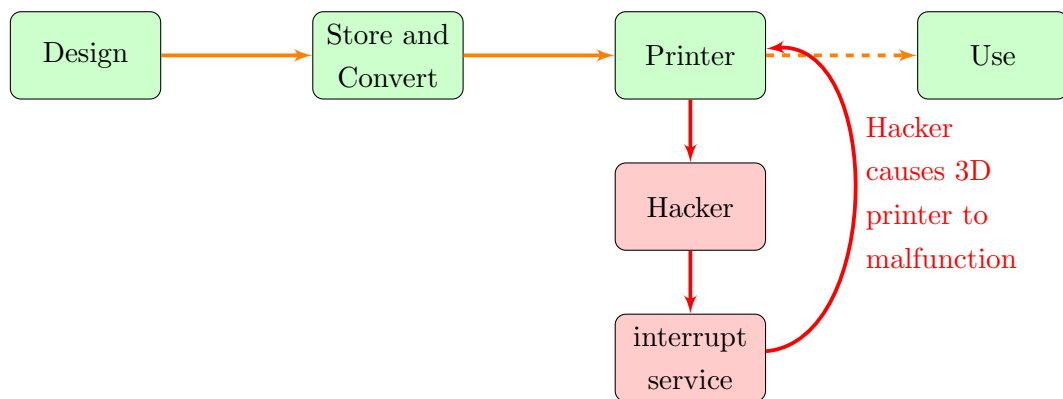 Design
Store and
Convert
Printer
Use
Hacker
causes 3D
printer to
malfunction
Hacker
interrupt
service